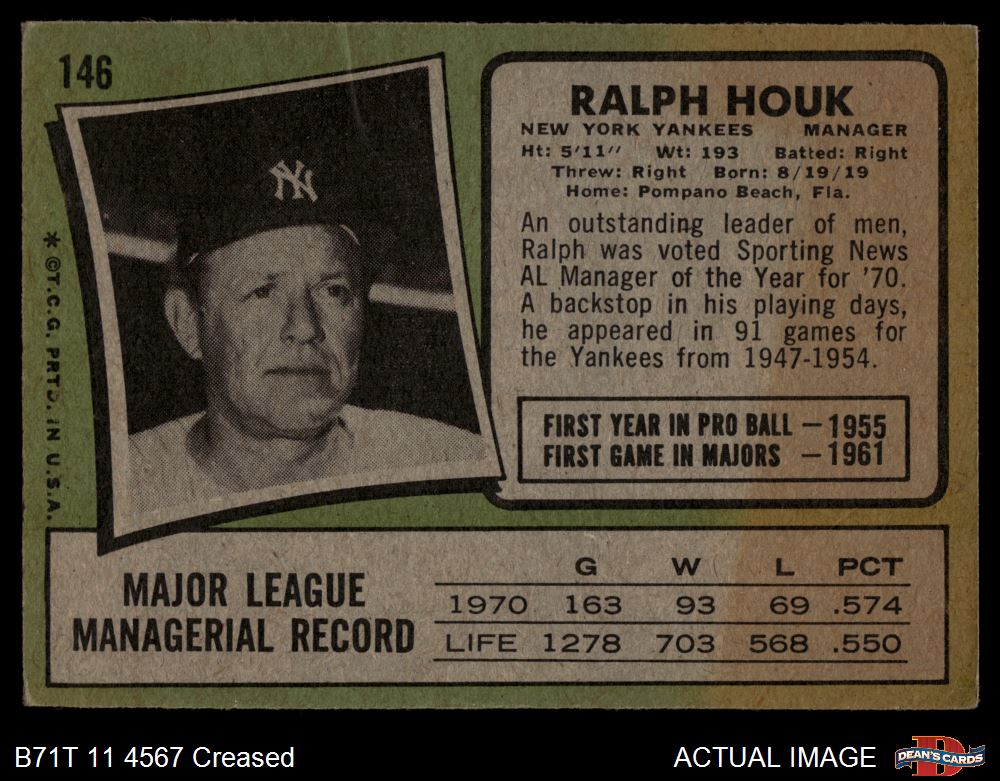 146
NY
* © T.C.G. PRTD. IN U.S.A.
RALPH HOUK
NEW YORK YANKEES MANAGER
Ht: 5'11" Wt: 193 Batted: Right
Threw: Right Born: 8/19/19
Home: Pompano Beach, Fla.
An outstanding leader of men,
Ralph was voted Sporting News
AL Manager of the Year for '70.
A backstop in his playing days,
he appeared in 91 games for
the Yankees from 1947-1954.
FIRST YEAR IN PRO BALL — 1955
FIRST GAME IN MAJORS — 1961
MAJOR LEAGUE
MANAGERIAL RECORD
G W L PCT
1970 163 93 69 .574
LIFE 1278 703 568 .550
B71T 11 4567 Creased
ACTUAL IMAGE
D
DEAN'S CARDS